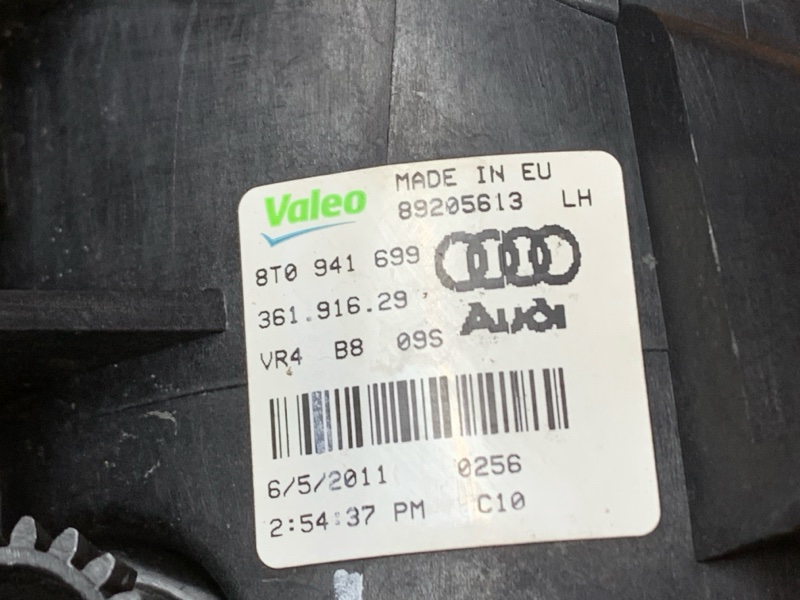 Valeo MADE IN EU
89205613 LH
8T0 941 699
361.916.29
Audi
VR4 B8 09S
6/5/2011 0256
2:54:37 PM C10